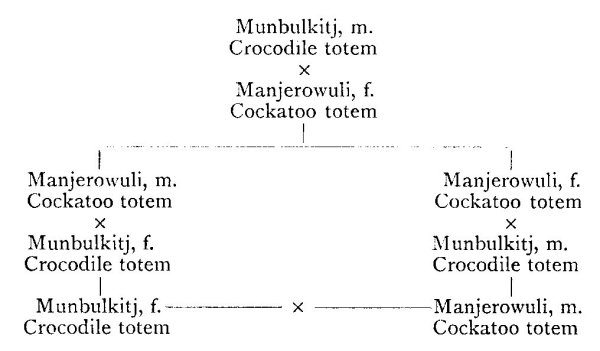 Munbulkitj, m.
Crocodile totem
×
Manjerowuli, f.
Cockatoo totem
Manjerowuli, m.
Cockatoo totem
×
Munbulkitj, f.
Crocodile totem
Manjerowuli, f.
Cockatoo totem
×
Munbulkitj, m.
Crocodile totem
Munbulkitj, f. × Manjerowuli, m.
Crocodile totem Cockatoo totem